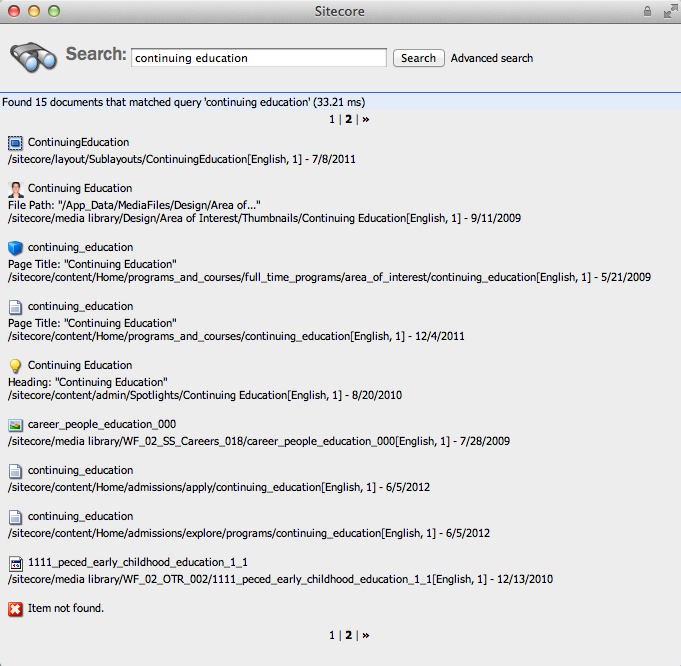 Sitecore
Search: continuing education Search Advanced search
Found 15 documents that matched query 'continuing education' (33.21 ms)
1 | 2 | »
ContinuingEducation
/sitecore/layout/Sublayouts/ContinuingEducation[English, 1] - 7/8/2011
Continuing Education
File Path: "/App_Data/MediaFiles/Design/Area of..."
/sitecore/media library/Design/Area of Interest/Thumbnails/Continuing Education[English, 1] - 9/11/2009
continuing_education
Page Title: "Continuing Education"
/sitecore/content/Home/programs_and_courses/full_time_programs/area_of_interest/continuing_education[English, 1] - 5/21/2009
continuing_education
Page Title: "Continuing Education"
/sitecore/content/Home/programs_and_courses/continuing_education[English, 1] - 12/4/2011
Continuing Education
Heading: "Continuing Education"
/sitecore/content/admin/Spotlights/Continuing Education[English, 1] - 8/20/2010
career_people_education_000
/sitecore/media library/WF_02_SS_Careers_018/career_people_education_000[English, 1] - 7/28/2009
continuing_education
/sitecore/content/Home/admissions/apply/continuing_education[English, 1] - 6/5/2012
continuing_education
/sitecore/content/Home/admissions/explore/programs/continuing_education[English, 1] - 6/5/2012
1111_peced_early_childhood_education_1_1
/sitecore/media library/WF_02_OTR_002/1111_peced_early_childhood_education_1_1[English, 1] - 12/13/2010
Item not found.
1 | 2 | »